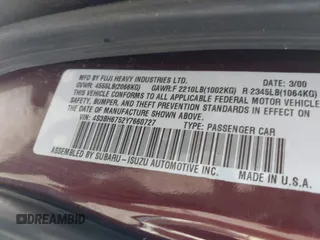 MFD BY FUJI HEAVY INDUSTRIES LTD. DATE: 3/00
GVWR: 4555LB(2066KG) GAWR:F 2210LB(1002KG) R 2345LB(1064KG)
THIS VEHICLE CONFORMS TO ALL APPLICABLE FEDERAL MOTOR VEHICLE
SAFETY, BUMPER, AND THEFT PREVENTION STANDARDS IN EFFECT ON THE
DATE OF MANUFACTURE SHOWN ABOVE.
TYPE: PASSENGER CAR
ASSEMBLED BY SUBARU-ISUZU AUTOMOTIVE INC. MADE IN U.S.A.
DREAMBID